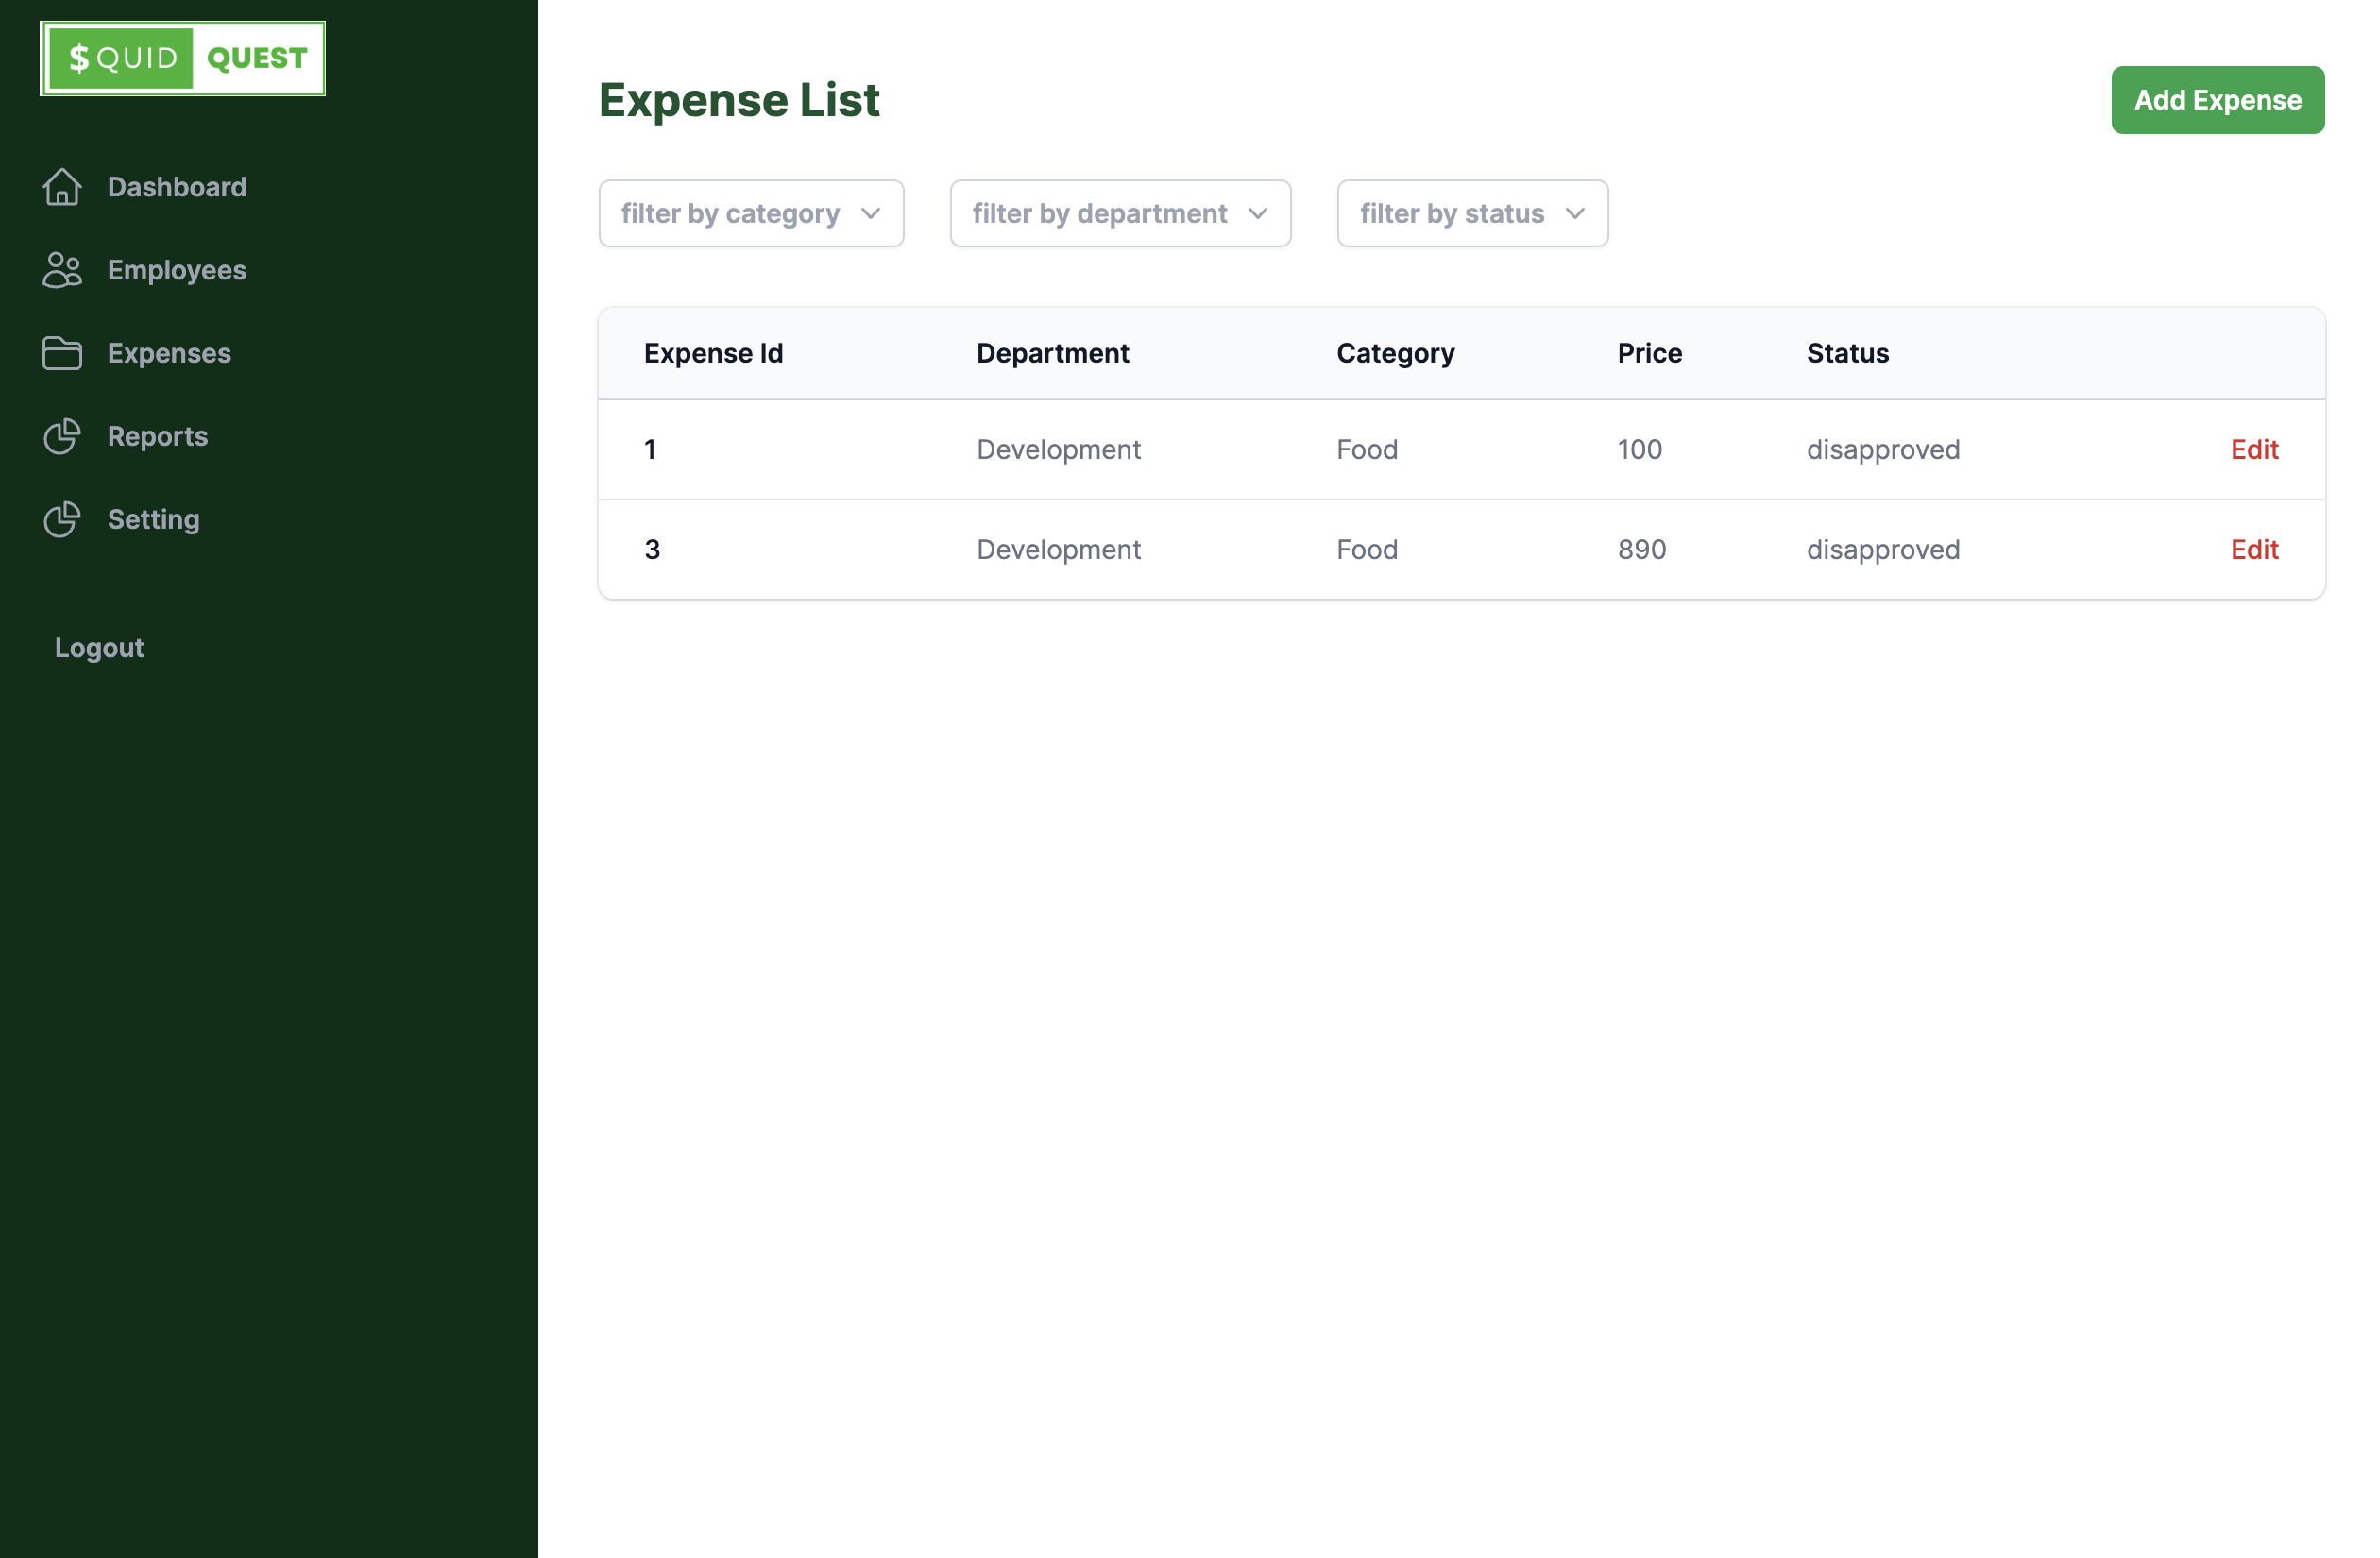 $QUID QUEST
Dashboard
Employees
Expenses
Reports
Setting
Logout
Expense List
Add Expense
filter by category
filter by department
filter by status
Expense Id Department Category Price Status
1 Development Food 100 disapproved Edit
3 Development Food 890 disapproved Edit